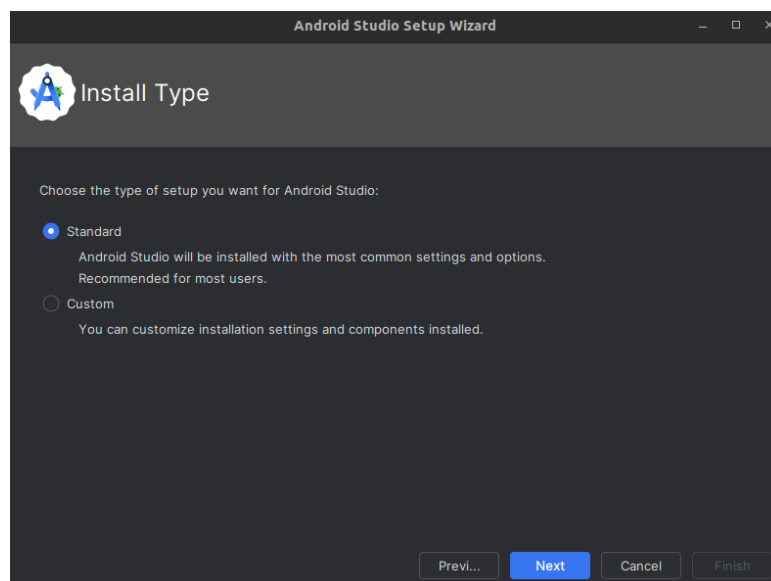 Android Studio Setup Wizard
Install Type
Choose the type of setup you want for Android Studio:
Standard
Android Studio will be installed with the most common settings and options.
Recommended for most users.
Custom
You can customize installation settings and components installed.
Previ... Next Cancel Finish